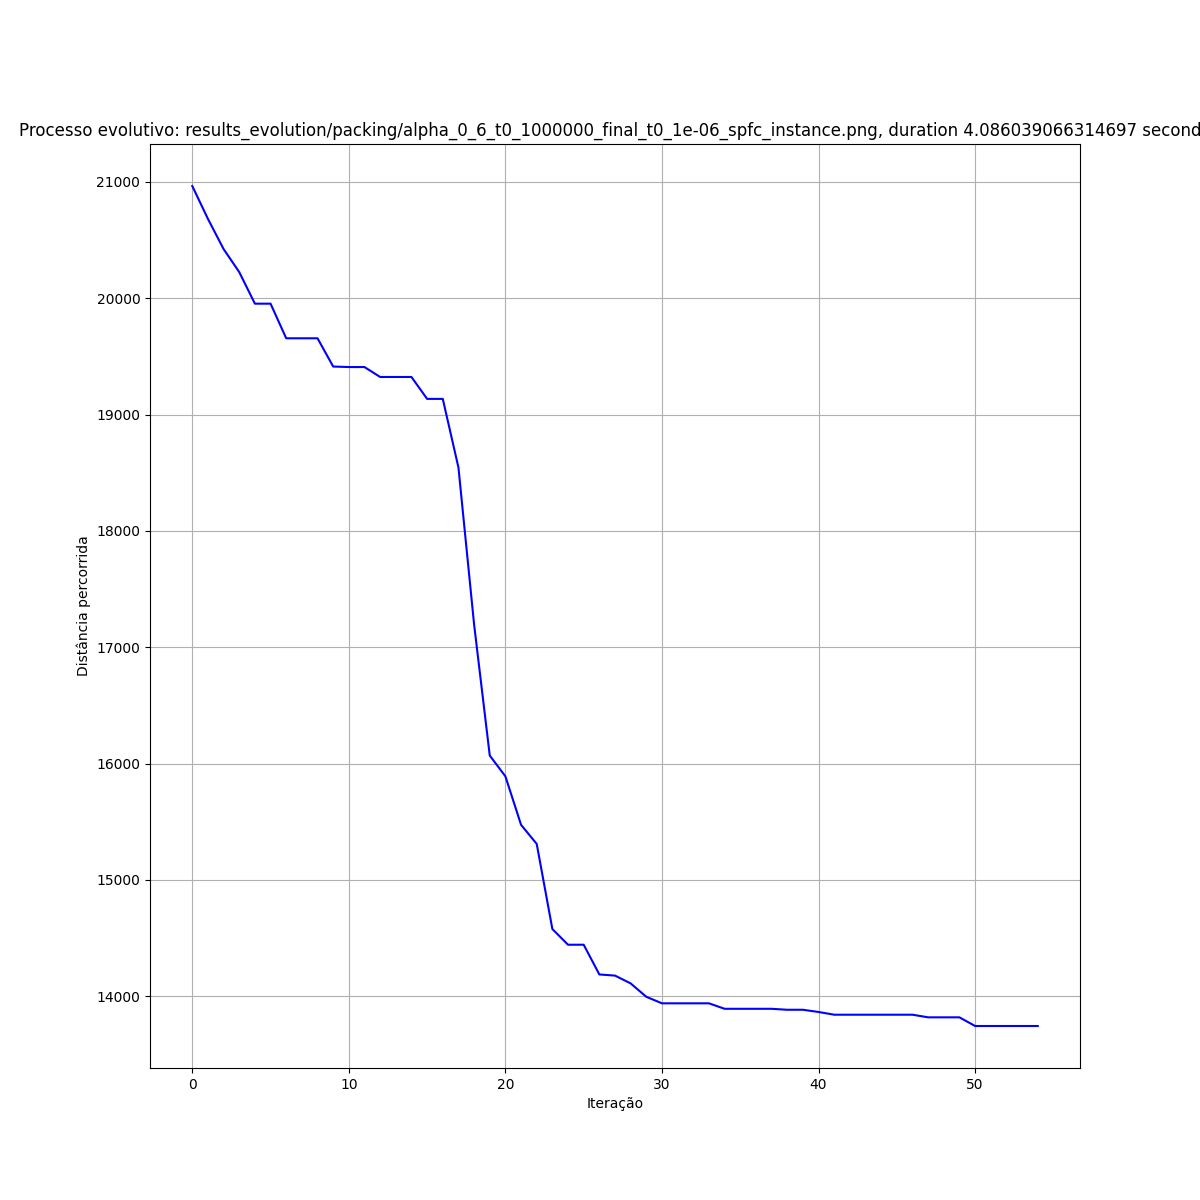 Processo evolutivo: results_evolution/packing/alpha_0_6_t0_1000000_final_t0_1e-06_spfc_instance.png, duration 4.086039066314697 second
21000
20000
19000
18000
17000
16000
15000
14000
Distância percorrida
0 10 20 30 40 50
Iteração